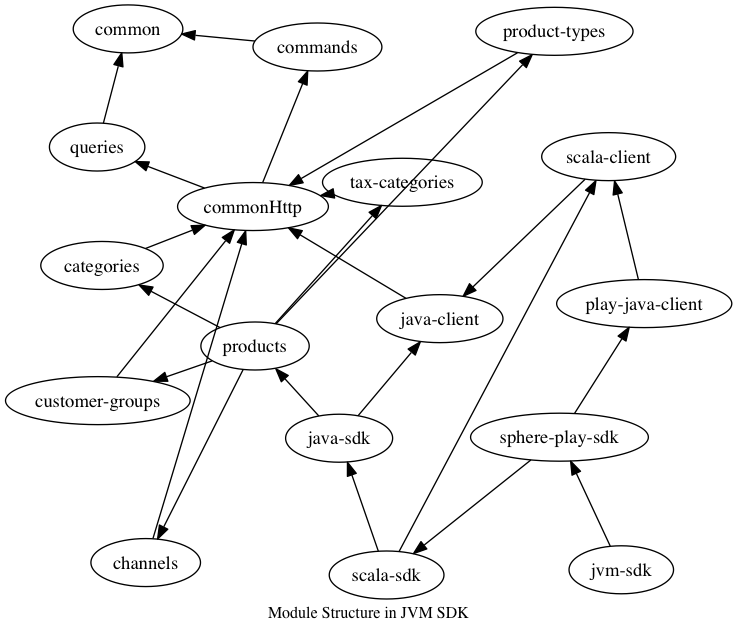 common
commands
product-types
queries
scala-client
tax-categories
commonHttp
categories
play-java-client
java-client
products
customer-groups
java-sdk
sphere-play-sdk
channels
scala-sdk
jvm-sdk
Module Structure in JVM SDK